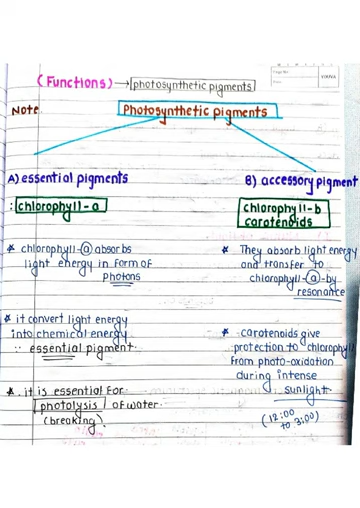 (Functions) → photosynthetic pigments
Page No.
YOUVA
Note
Photosynthetic pigments
A) essential pigments
: chlorophyll-a
* chlorophyll-a absorbs
light energy in form of
photons
* it convert light energy
into chemical energy
∵ essential pigment.
* it is essential for
photolysis of water.
(breaking)
B) accessory pigment
chlorophyll-b
carotenoids
* They absorb light energy
and transfer to
chlorophyll-a-by
resonance
* carotenoids give
protection to chlorophyll
from photo-oxidation
during intense
sunlight.
(12:00
to 3:00)